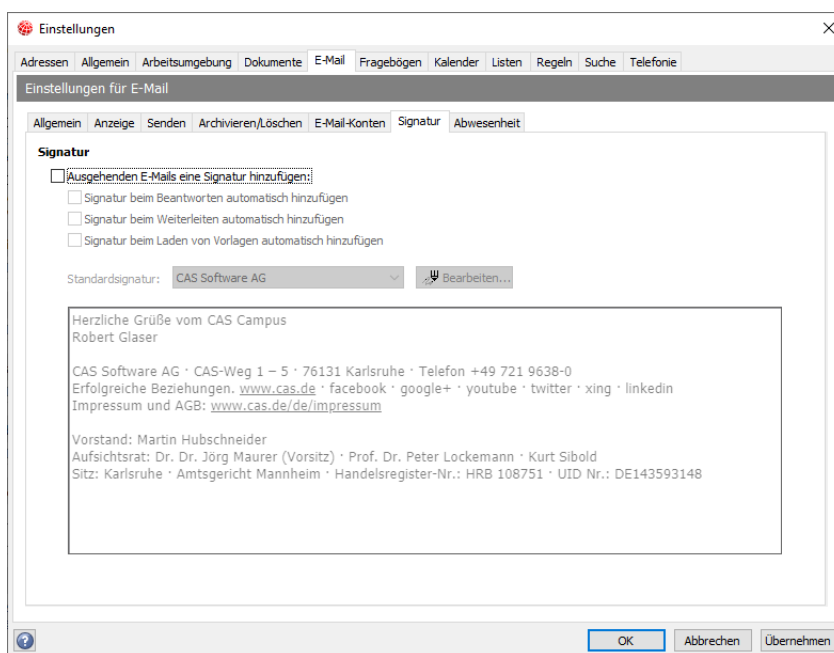 Einstellungen
Adressen Allgemein Arbeitsumgebung Dokumente E-Mail Fragebögen Kalender Listen Regeln Suche Telefonie
Einstellungen für E-Mail
Allgemein Anzeige Senden Archivieren/Löschen E-Mail-Konten Signatur Abwesenheit
Signatur
Ausgehenden E-Mails eine Signatur hinzufügen:
Signatur beim Beantworten automatisch hinzufügen
Signatur beim Weiterleiten automatisch hinzufügen
Signatur beim Laden von Vorlagen automatisch hinzufügen
Standardsignatur: CAS Software AG Bearbeiten...
Herzliche Grüße vom CAS Campus
Robert Glaser
CAS Software AG · CAS-Weg 1 – 5 · 76131 Karlsruhe · Telefon +49 721 9638-0
Erfolgreiche Beziehungen. www.cas.de · facebook · google+ · youtube · twitter · xing · linkedin
Impressum und AGB: www.cas.de/de/impressum
Vorstand: Martin Hubschneider
Aufsichtsrat: Dr. Dr. Jörg Maurer (Vorsitz) · Prof. Dr. Peter Lockemann · Kurt Sibold
Sitz: Karlsruhe · Amtsgericht Mannheim · Handelsregister-Nr.: HRB 108751 · UID Nr.: DE143593148
OK Abbrechen Übernehmen